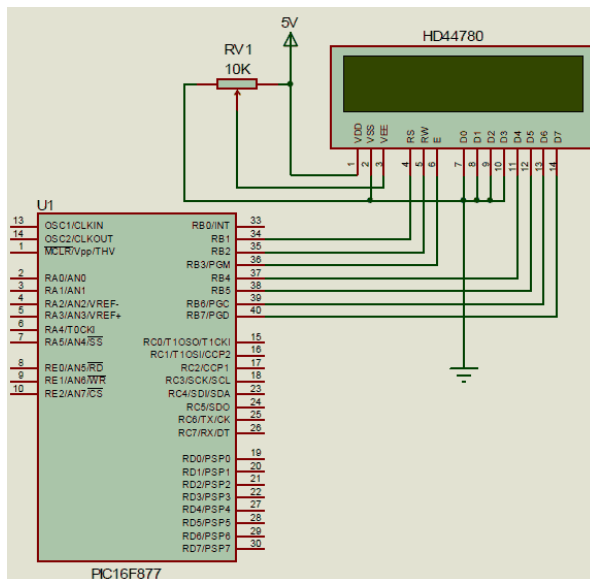 5V
HD44780
RV1
10K
VDD VSS VEE RS RW E D0 D1 D2 D3 D4 D5 D6 D7
1 2 3 4 5 6 7 8 9 10 11 12 13 14
U1
13 OSC1/CLKIN RB0/INT 33
14 OSC2/CLKOUT RB1 34
1 MCLR/Vpp/THV RB2 35
RB3/PGM 36
2 RA0/AN0 RB4 37
3 RA1/AN1 RB5 38
4 RA2/AN2/VREF- RB6/PGC 39
5 RA3/AN3/VREF+ RB7/PGD 40
6 RA4/T0CKI
7 RA5/AN4/SS RC0/T1OSO/T1CKI 15
RC1/T1OSI/CCP2 16
8 RE0/AN5/RD RC2/CCP1 17
9 RE1/AN6/WR RC3/SCK/SCL 18
10 RE2/AN7/CS RC4/SDI/SDA 23
RC5/SDO 24
RC6/TX/CK 25
RC7/RX/DT 26
RD0/PSP0 19
RD1/PSP1 20
RD2/PSP2 21
RD3/PSP3 22
RD4/PSP4 27
RD5/PSP5 28
RD6/PSP6 29
RD7/PSP7 30
PIC16F877